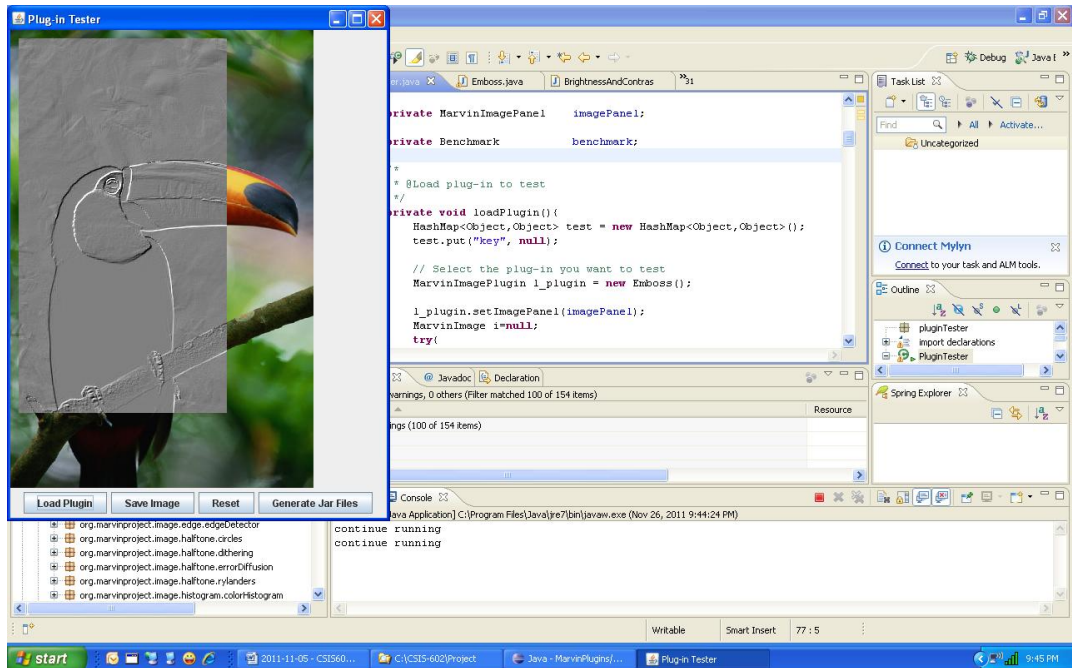 Plug-in Tester
Load Plugin
Save Image
Reset
Generate Jar Files
Debug
Java
»
Emboss.java
BrightnessAndContras
»31
private MarvinImagePanel imagePanel;
private Benchmark benchmark;
* @Load plug-in to test
*/
private void loadPlugin(){
HashMap<Object,Object> test = new HashMap<Object,Object>();
test.put("key", null);
// Select the plug-in you want to test
MarvinImagePlugin l_plugin = new Emboss();
l_plugin.setImagePanel(imagePanel);
MarvinImage i=null;
try{
Task List
Find
All
Activate...
Uncategorized
Connect Mylyn
Connect to your task and ALM tools.
Outline
pluginTester
import declarations
PluginTester
@ Javadoc
Declaration
warnings, 0 others (Filter matched 100 of 154 items)
Resource
ings (100 of 154 items)
Spring Explorer
Console
Java Application] C:\Program Files\Java\jre7\bin\javaw.exe (Nov 26, 2011 9:44:24 PM)
continue running
continue running
org.marvinproject.image.edge.edgeDetector
org.marvinproject.image.halftone.circles
org.marvinproject.image.halftone.dithering
org.marvinproject.image.halftone.errorDiffusion
org.marvinproject.image.halftone.rylanders
org.marvinproject.image.histogram.colorHistogram
Writable
Smart Insert
77 : 5
start
2011-11-05 - CSIS60...
C:\CSIS-602\Project
Java - MarvinPlugins/...
Plug-in Tester
9:45 PM